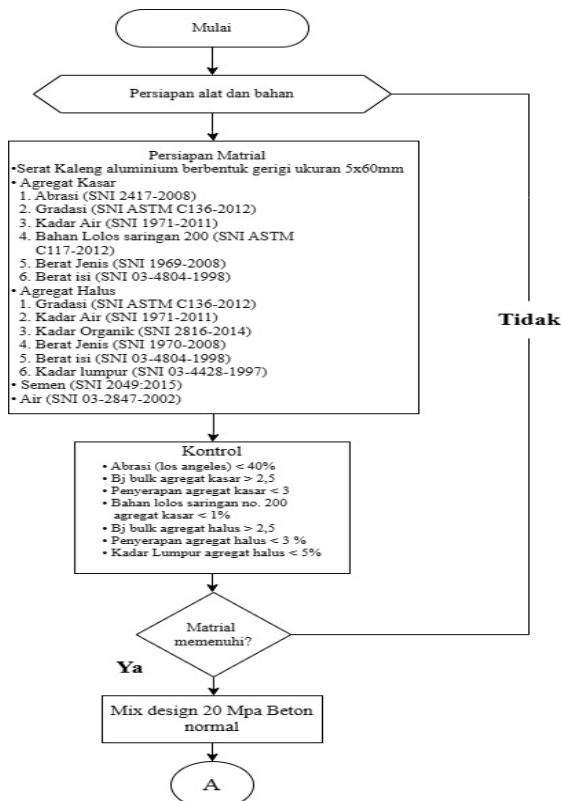 Mulai
Persiapan alat dan bahan
Persiapan Matrial
•Serat Kaleng aluminium berbentuk gerigi ukuran 5x60mm
• Agregat Kasar
1. Abrasi (SNI 2417-2008)
2. Gradasi (SNI ASTM C136-2012)
3. Kadar Air (SNI 1971-2011)
4. Bahan Lolos saringan 200 (SNI ASTM
C117-2012)
5. Berat Jenis (SNI 1969-2008)
6. Berat isi (SNI 03-4804-1998)
• Agregat Halus
1. Gradasi (SNI ASTM C136-2012)
2. Kadar Air (SNI 1971-2011)
3. Kadar Organik (SNI 2816-2014)
4. Berat Jenis (SNI 1970-2008)
5. Berat isi (SNI 03-4804-1998)
6. Kadar lumpur (SNI 03-4428-1997)
• Semen (SNI 2049:2015)
• Air (SNI 03-2847-2002)
Tidak
Kontrol
• Abrasi (los angeles) < 40%
• Bj bulk agregat kasar > 2,5
• Penyerapan agregat kasar < 3
• Bahan lolos saringan no. 200
agregat kasar < 1%
• Bj bulk agregat halus > 2,5
• Penyerapan agregat halus < 3 %
• Kadar Lumpur agregat halus < 5%
Matrial
memenuhi?
Ya
Mix design 20 Mpa Beton
normal
A